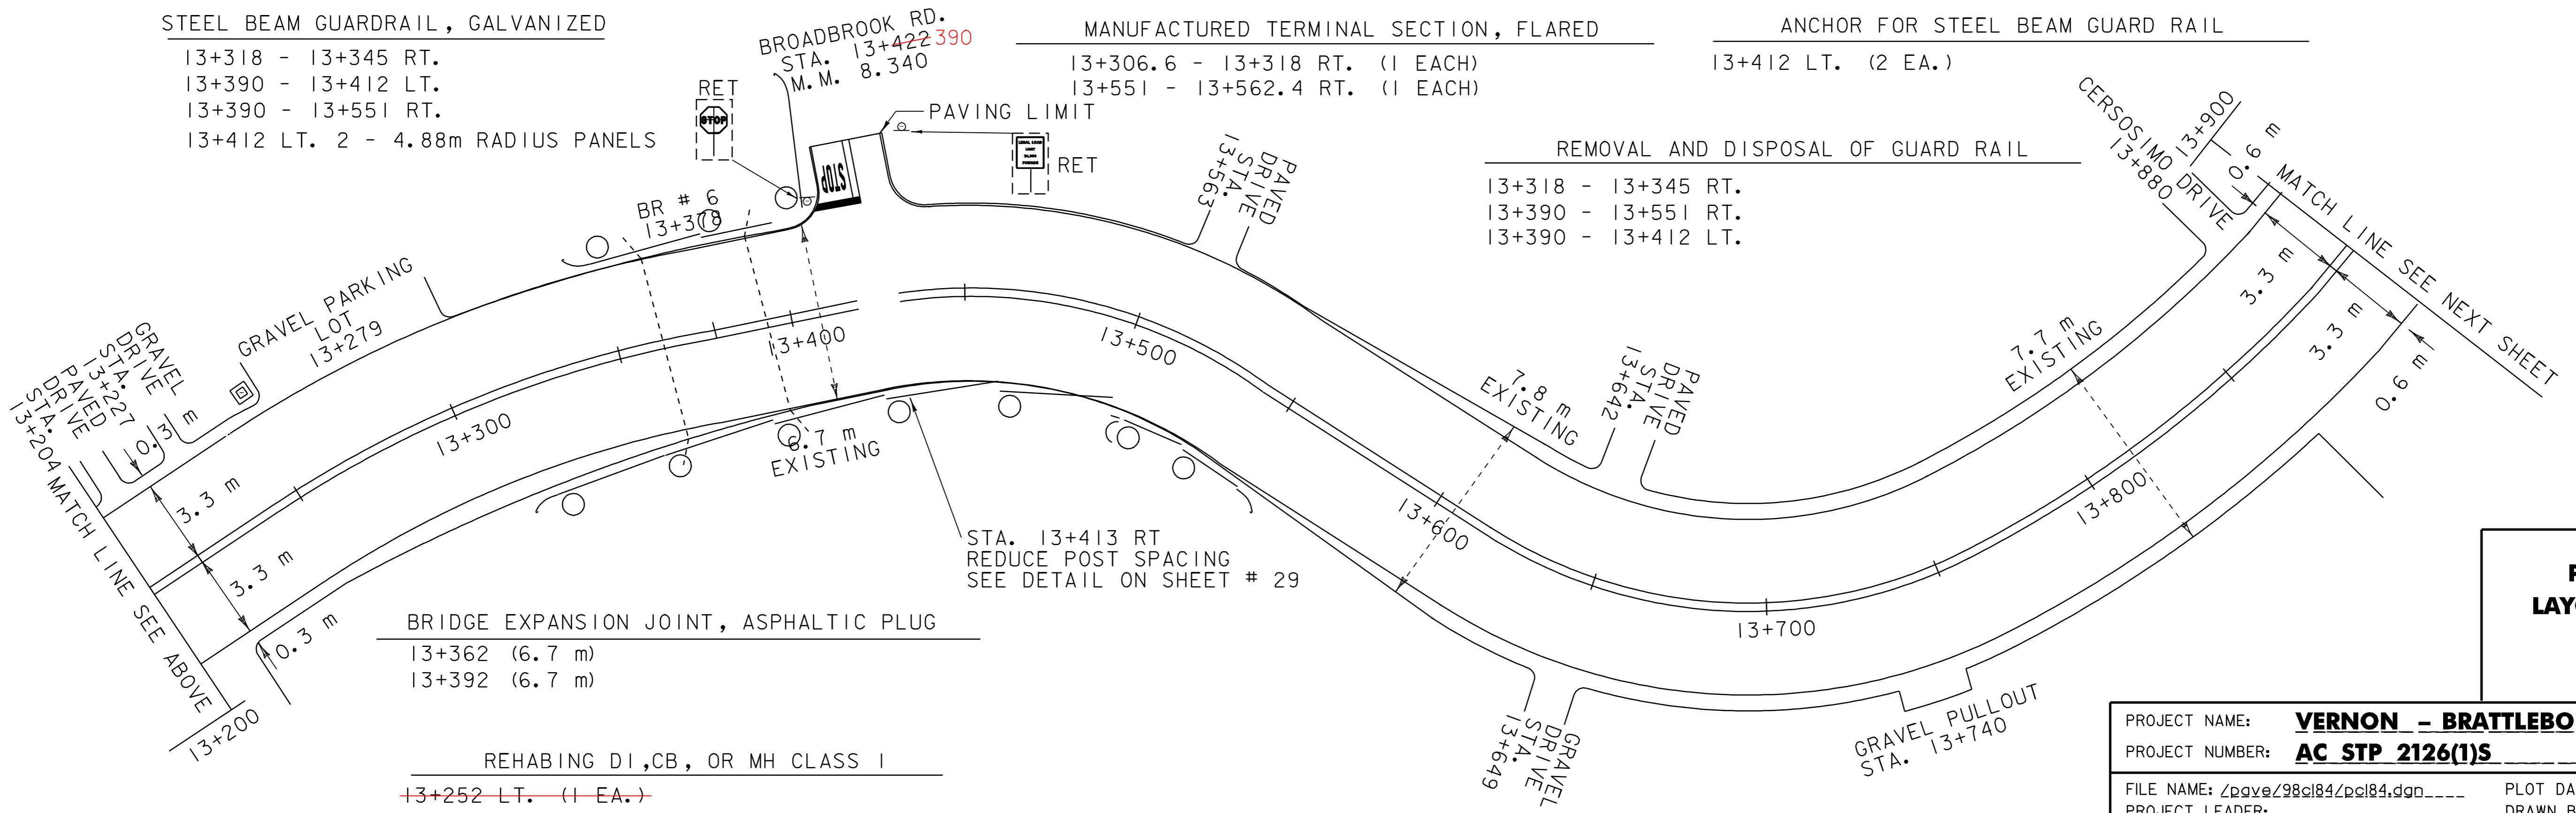 STEEL BEAM GUARDRAIL, GALVANIZED
13+318 - 13+345 RT.
13+390 - 13+412 LT.
13+390 - 13+551 RT.
13+412 LT. 2 - 4.88m RADIUS PANELS
BROADBROOK RD.
STA. 13+422 390
M.M. 8.340
MANUFACTURED TERMINAL SECTION, FLARED
13+306.6 - 13+318 RT. (1 EACH)
13+551 - 13+562.4 RT. (1 EACH)
ANCHOR FOR STEEL BEAM GUARD RAIL
13+412 LT. (2 EA.)
REMOVAL AND DISPOSAL OF GUARD RAIL
13+318 - 13+345 RT.
13+390 - 13+551 RT.
13+390 - 13+412 LT.
RET
STOP
PAVING LIMIT
STOP
LEGAL LOAD
LIMIT
POUNDS
RET
BR # 6
13+378
GRAVEL PARKING
LOT
13+279
GRAVEL
DRIVE
STA.
13+227
PAVED
DRIVE
STA.
13+204
MATCH LINE SEE ABOVE
13+200
0.3 m
3.3 m
3.3 m
0.3 m
13+300
13+400
6.7 m
EXISTING
13+500
PAVED
DRIVE
STA.
13+563
STA. 13+413 RT
REDUCE POST SPACING
SEE DETAIL ON SHEET # 29
7.8 m
EXISTING
13+600
PAVED
DRIVE
STA.
13+642
GRAVEL
DRIVE
STA.
13+649
13+700
GRAVEL PULLOUT
STA. 13+740
7.7 m
EXISTING
13+800
CERSOSIMO DRIVE
13+880
13+900
0.6 m
3.3 m
3.3 m
0.6 m
MATCH LINE SEE NEXT SHEET
BRIDGE EXPANSION JOINT, ASPHALTIC PLUG
13+362 (6.7 m)
13+392 (6.7 m)
REHABING DI,CB, OR MH CLASS I
13+252 LT. (1 EA.)
P
LAY
PROJECT NAME: VERNON - BRATTLEBO
PROJECT NUMBER: AC STP 2126(1)S
FILE NAME: /pave/98c184/pc184.dgn
PLOT DA
PROJECT LEADER:
DRAWN B